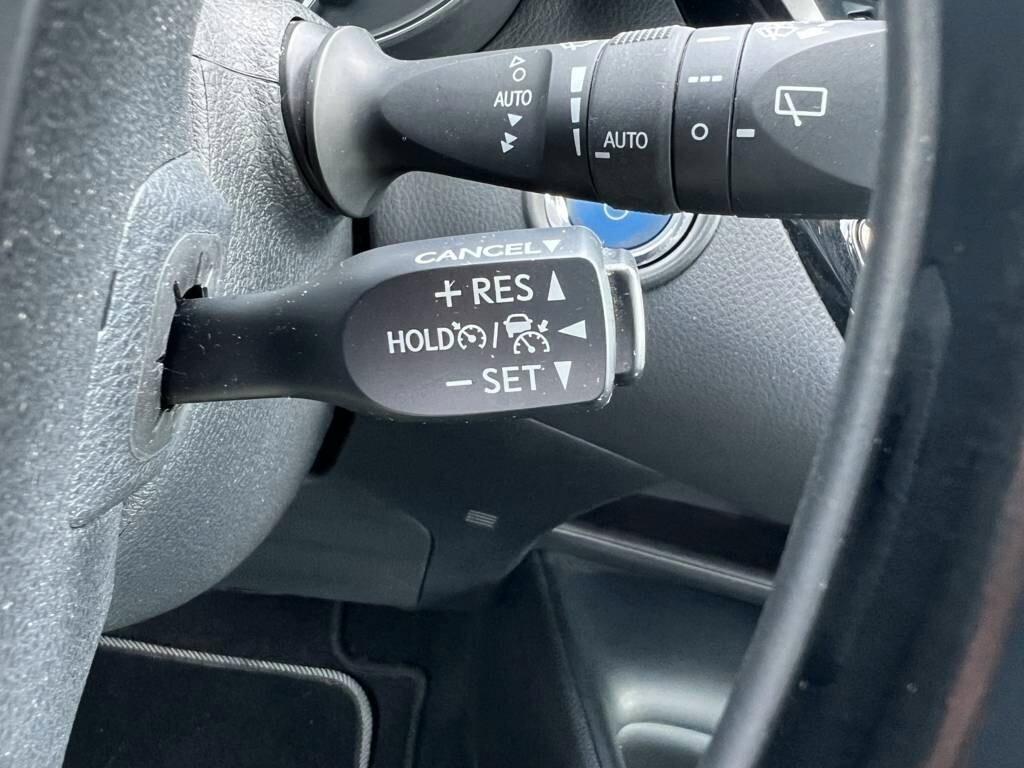 AUTO
AUTO
CANCEL
+ RES
HOLD /
− SET